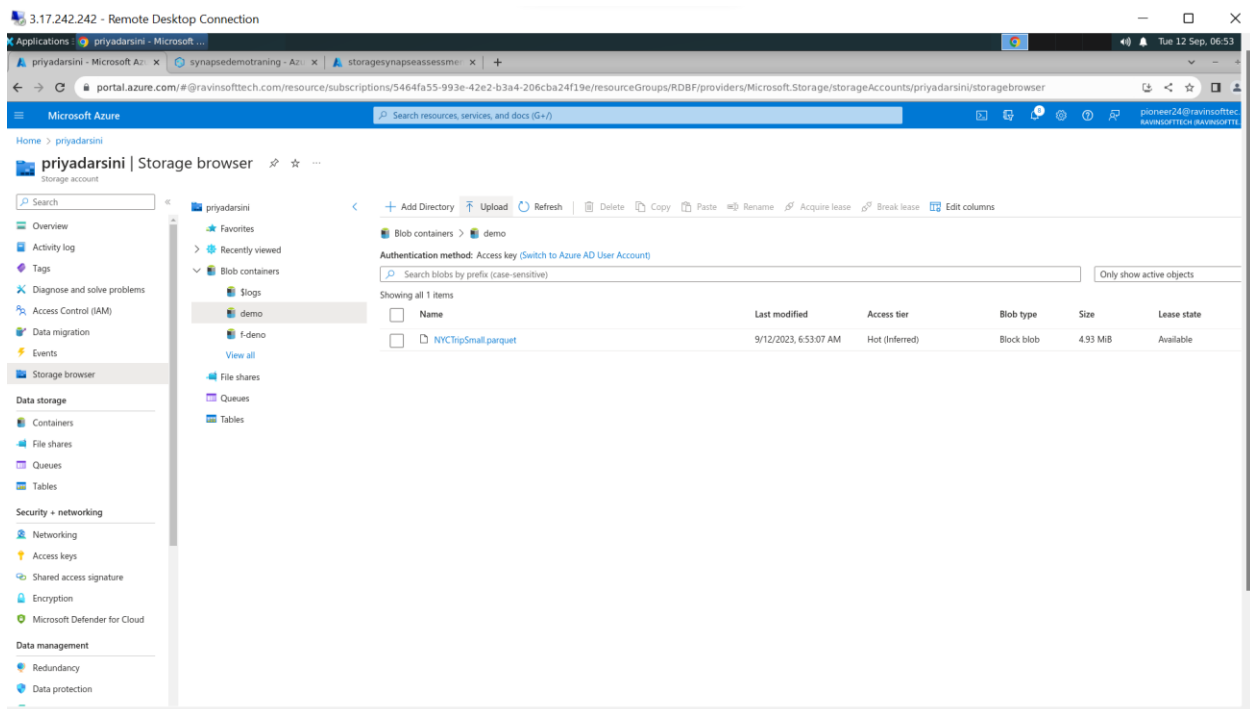 3.17.242.242 - Remote Desktop Connection
Applications priyadarsini - Microsoft ...
Tue 12 Sep, 06:53
priyadarsini - Microsoft Az
synapsedemotraning - Azu
storagesynapseassessme
portal.azure.com/#@ravinsofttech.com/resource/subscriptions/5464fa55-993e-42e2-b3a4-206cba24f19e/resourceGroups/RDBF/providers/Microsoft.Storage/storageAccounts/priyadarsini/storagebrowser
Microsoft Azure
Search resources, services, and docs (G+/)
8
pioneer24@ravinsofttec.
RAVINSOFTTECH (RAVINSOFTTE.
Home > priyadarsini
priyadarsini | Storage browser
Storage account
Search
Overview
Activity log
Tags
Diagnose and solve problems
Access Control (IAM)
Data migration
Events
Storage browser
Data storage
Containers
File shares
Queues
Tables
Security + networking
Networking
Access keys
Shared access signature
Encryption
Microsoft Defender for Cloud
Data management
Redundancy
Data protection
priyadarsini
Favorites
Recently viewed
Blob containers
$logs
demo
f-deno
View all
File shares
Queues
Tables
Add Directory Upload Refresh Delete Copy Paste Rename Acquire lease Break lease Edit columns
Blob containers > demo
Authentication method: Access key (Switch to Azure AD User Account)
Search blobs by prefix (case-sensitive)
Only show active objects
Showing all 1 items
Name Last modified Access tier Blob type Size Lease state
NYCTripSmall.parquet 9/12/2023, 6:53:07 AM Hot (Inferred) Block blob 4.93 MiB Available